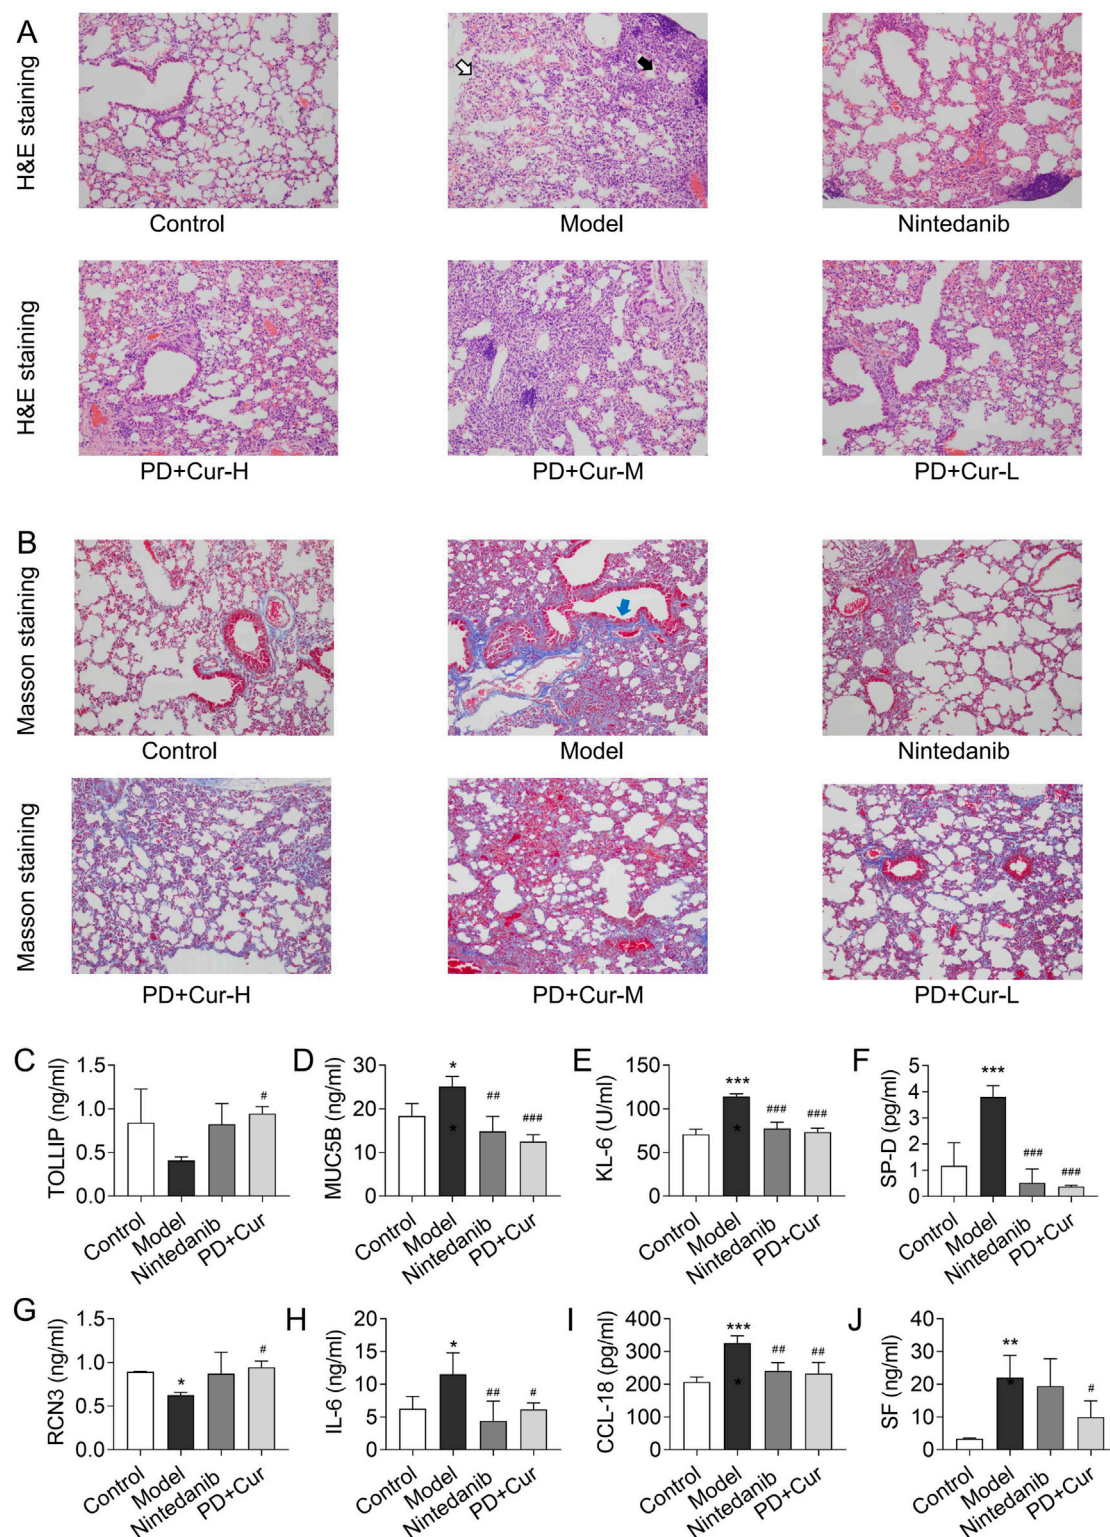 A
H&E staining
Control
Model
Nintedanib
H&E staining
PD+Cur-H
PD+Cur-M
PD+Cur-L
B
Masson staining
Control
Model
Nintedanib
Masson staining
PD+Cur-H
PD+Cur-M
PD+Cur-L
C
TOLLIP (ng/ml)
1.5
1.0
0.5
0.0
#
Control
Model
Nintedanib
PD+Cur
D
MUC5B (ng/ml)
30
20
10
0
*
*
##
###
Control
Model
Nintedanib
PD+Cur
E
KL-6 (U/ml)
150
100
50
0
***
*
###
###
Control
Model
Nintedanib
PD+Cur
F
SP-D (pg/ml)
5
4
3
2
1
0
***
###
###
Control
Model
Nintedanib
PD+Cur
G
RCN3 (ng/ml)
1.5
1.0
0.5
0.0
*
#
Control
Model
Nintedanib
PD+Cur
H
IL-6 (ng/ml)
20
15
10
5
0
*
##
#
Control
Model
Nintedanib
PD+Cur
I
CCL-18 (pg/ml)
400
300
200
100
0
***
*
##
##
Control
Model
Nintedanib
PD+Cur
J
SF (ng/ml)
40
30
20
10
0
**
*
#
Control
Model
Nintedanib
PD+Cur